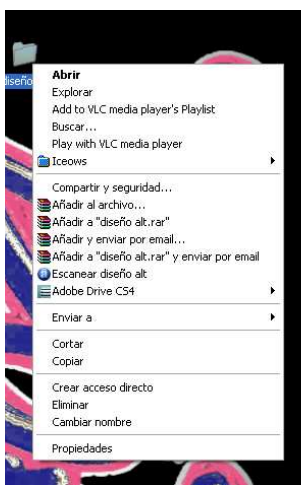 diseño
Abrir
Explorar
Add to VLC media player's Playlist
Buscar...
Play with VLC media player
Iceows
Compartir y seguridad...
Añadir al archivo...
Añadir a "diseño alt.rar"
Añadir y enviar por email...
Añadir a "diseño alt.rar" y enviar por email
Escanear diseño alt
Adobe Drive CS4
Enviar a
Cortar
Copiar
Crear acceso directo
Eliminar
Cambiar nombre
Propiedades